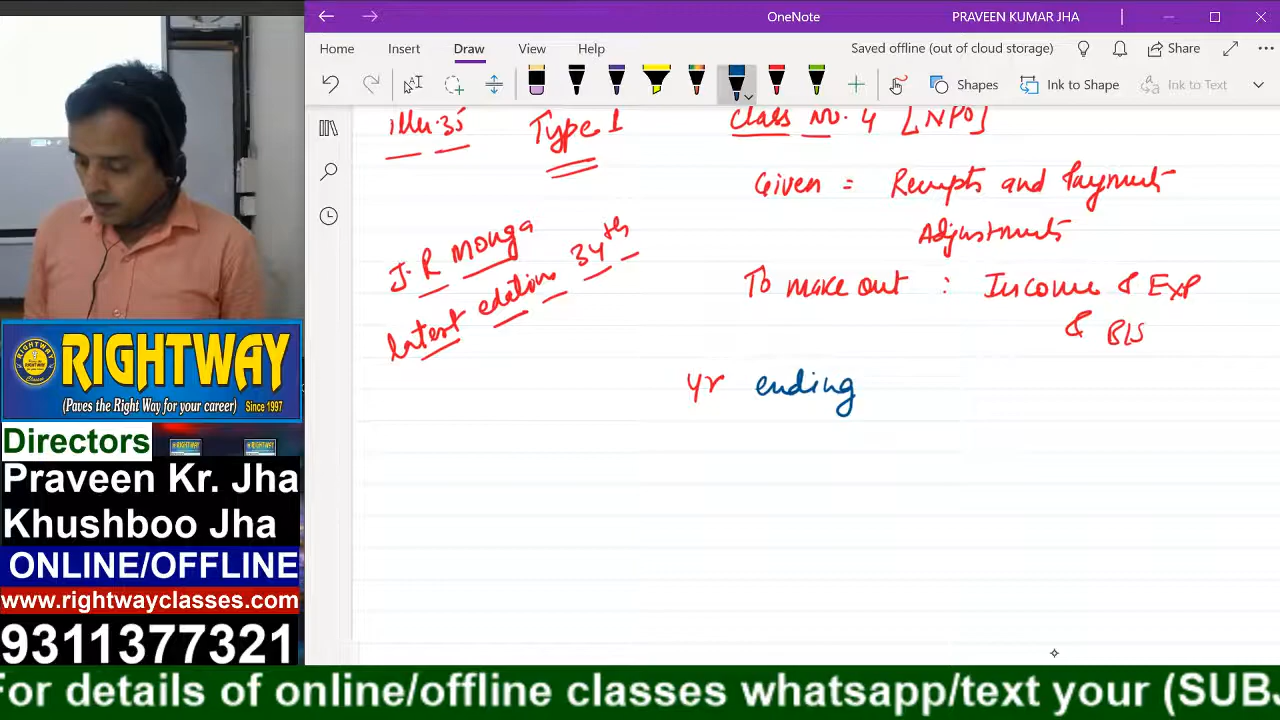 OneNote
PRAVEEN KUMAR JHA
Home Insert Draw View Help
Saved offline (out of cloud storage)
Share
Shapes
Ink to Shape
Ink to Text
illu. 35 Type 1
Class No. 4 [NPO]
Given = Receipts and Payments
Adjustments
J. R Monga
latest edition 34th
To make out : Income & Exp
& B/S
yr ending
RIGHTWAY
(Paves the Right Way for your career) Since 1997
Directors
Praveen Kr. Jha
Khushboo Jha
ONLINE/OFFLINE
www.rightwayclasses.com
9311377321
For details of online/offline classes whatsapp/text your (SUBJ